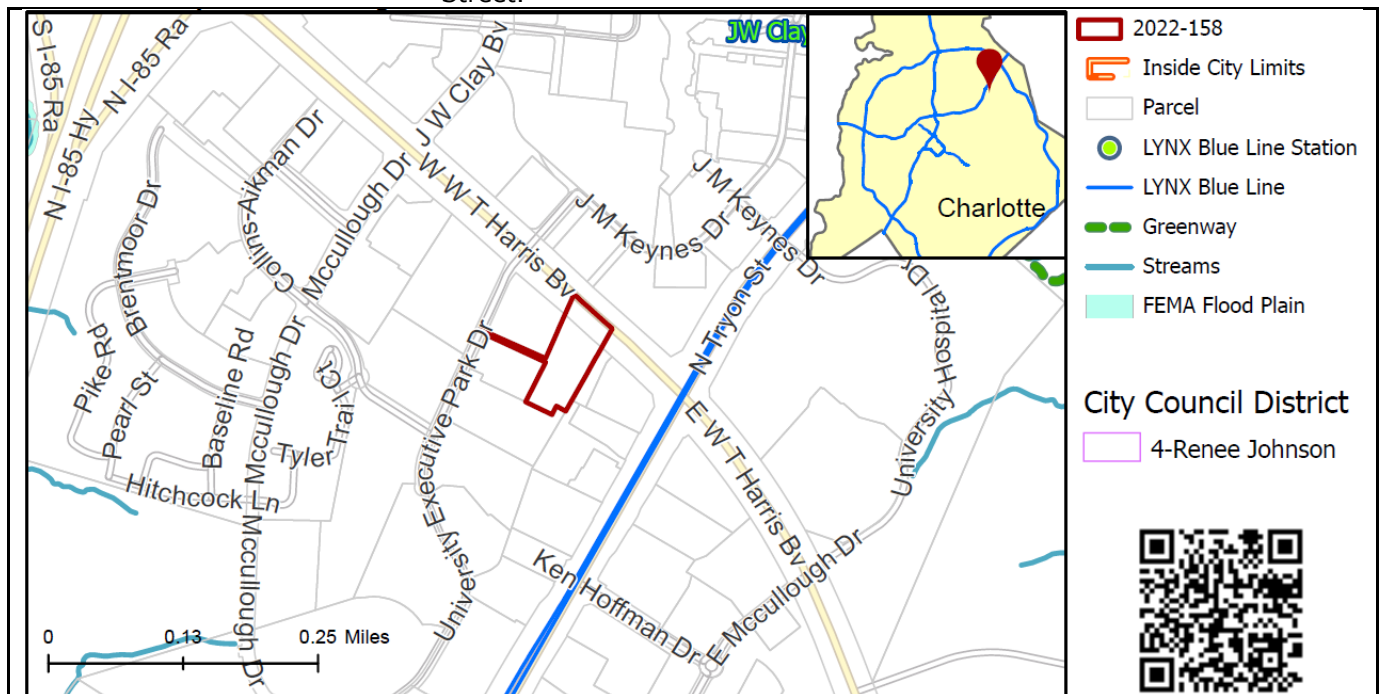 Street.
S I-85 Ra
N I-85 Hy
N I-85 Ra
J W Clay Bv
JW Clay
Collins-Aikman Dr
Mccullough Dr
W W T Harris Bv
J M Keynes Dr
J M Keynes Dr
Brentmoor Dr
N Tryon St
University Hospital Dr
Pike Rd
Pearl St
Baseline Rd
Mccullough Dr
Tyler Trail Ct
University Executive Park Dr
Hitchcock Ln
Mccullough Dr
E W T Harris Bv
Ken Hoffman Dr
E Mccullough Dr
0 0.13 0.25 Miles
Charlotte
2022-158
Inside City Limits
Parcel
LYNX Blue Line Station
LYNX Blue Line
Greenway
Streams
FEMA Flood Plain
City Council District
4-Renee Johnson